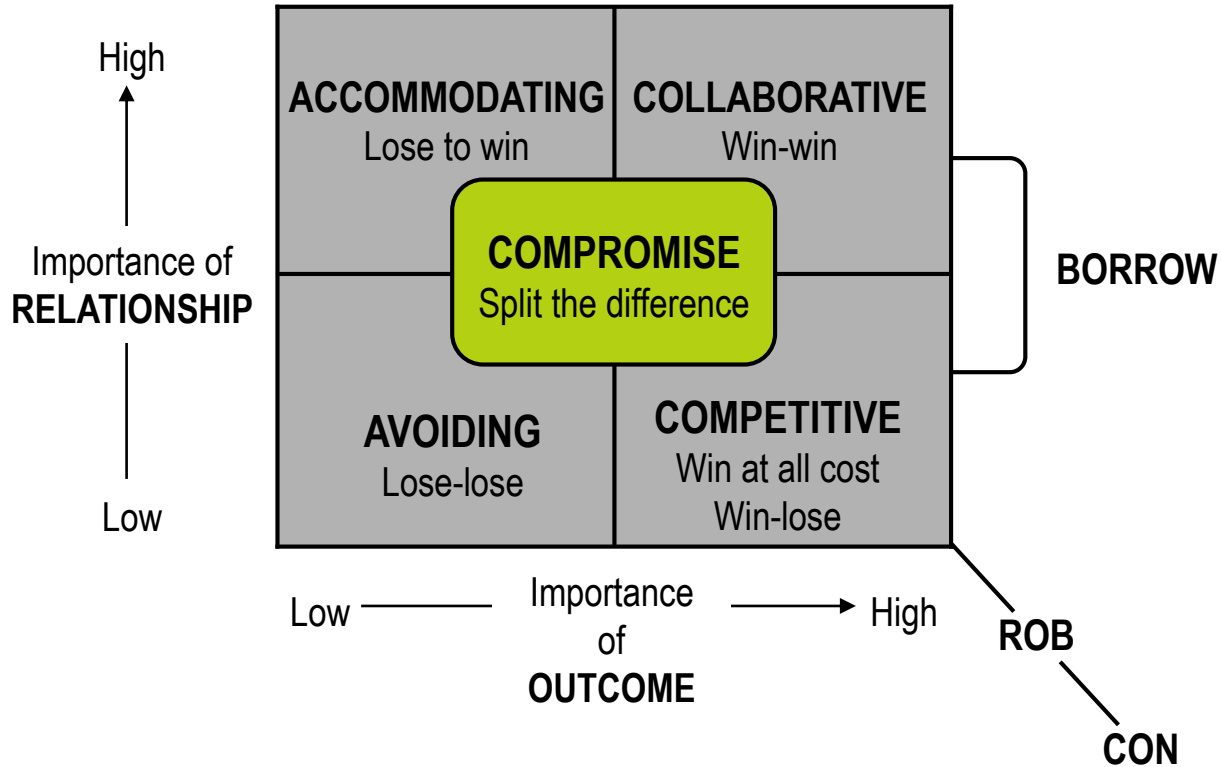 High
Importance of
RELATIONSHIP
Low
ACCOMMODATING
Lose to win
COLLABORATIVE
Win-win
COMPROMISE
Split the difference
AVOIDING
Lose-lose
COMPETITIVE
Win at all cost
Win-lose
BORROW
Low
Importance
of
OUTCOME
High
ROB
CON